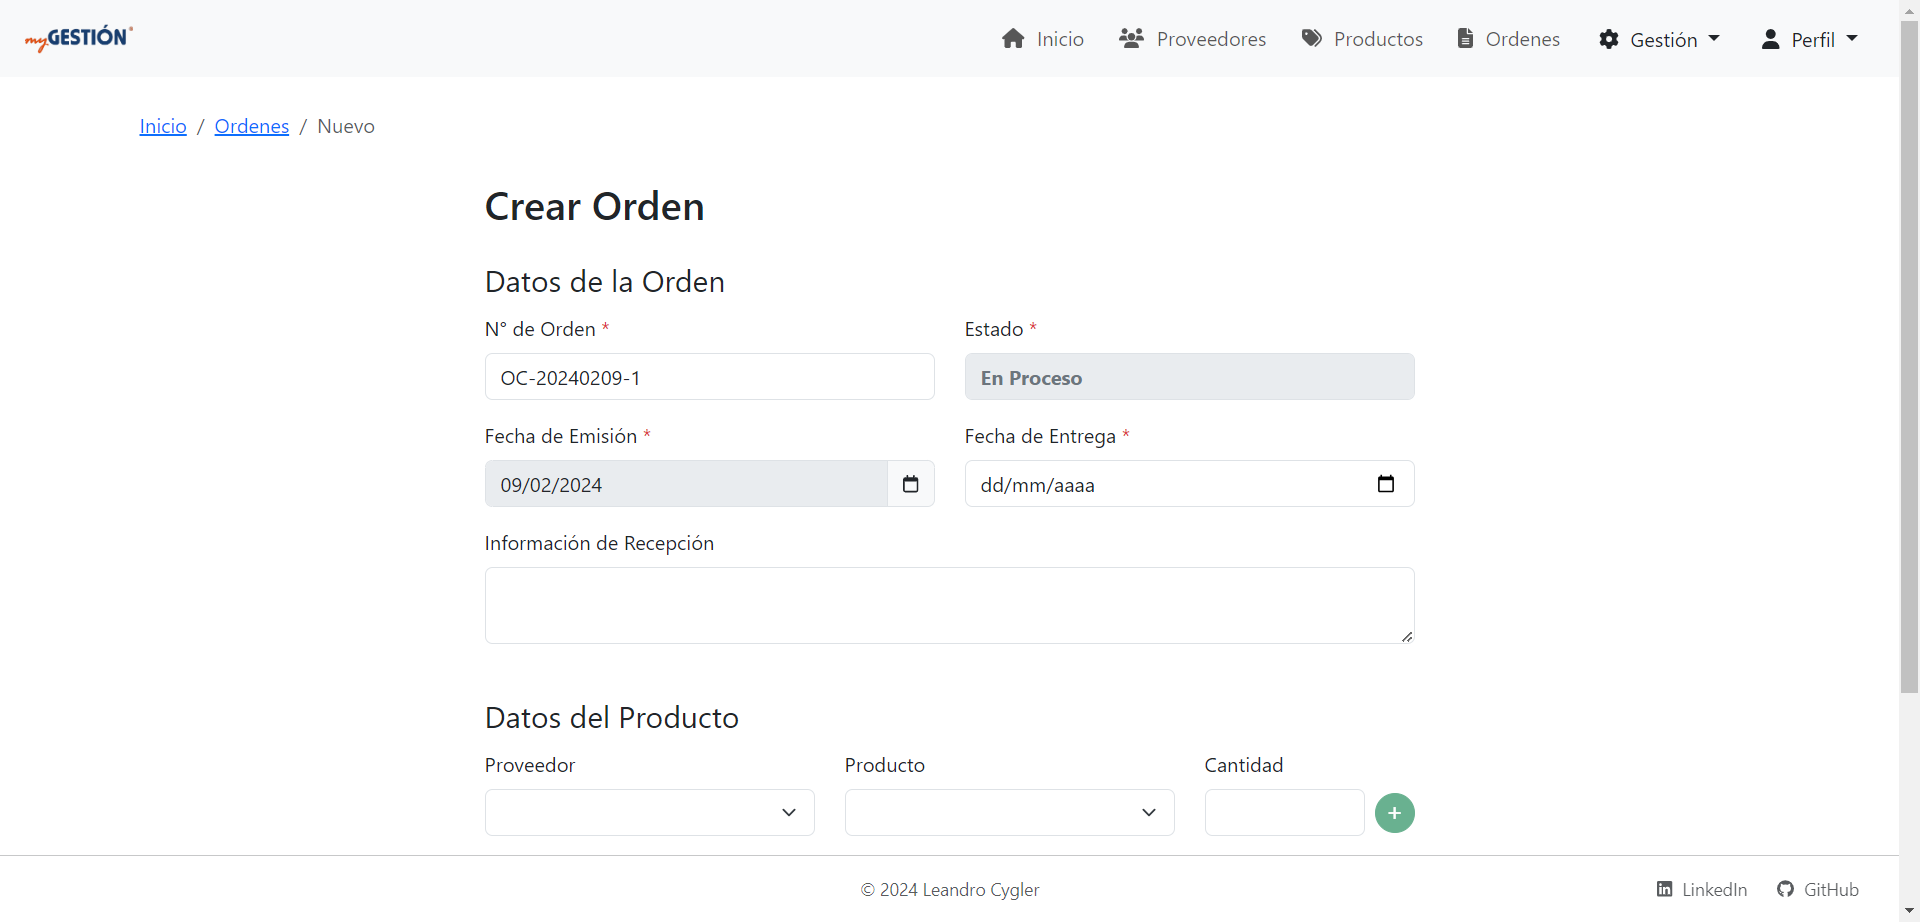 myGESTIÓN
Inicio Proveedores Productos Ordenes Gestión Perfil
Inicio / Ordenes / Nuevo
Crear Orden
Datos de la Orden
N° de Orden * Estado *
OC-20240209-1 En Proceso
Fecha de Emisión * Fecha de Entrega *
09/02/2024 dd/mm/aaaa
Información de Recepción
Datos del Producto
Proveedor Producto Cantidad
+
© 2024 Leandro Cygler LinkedIn GitHub